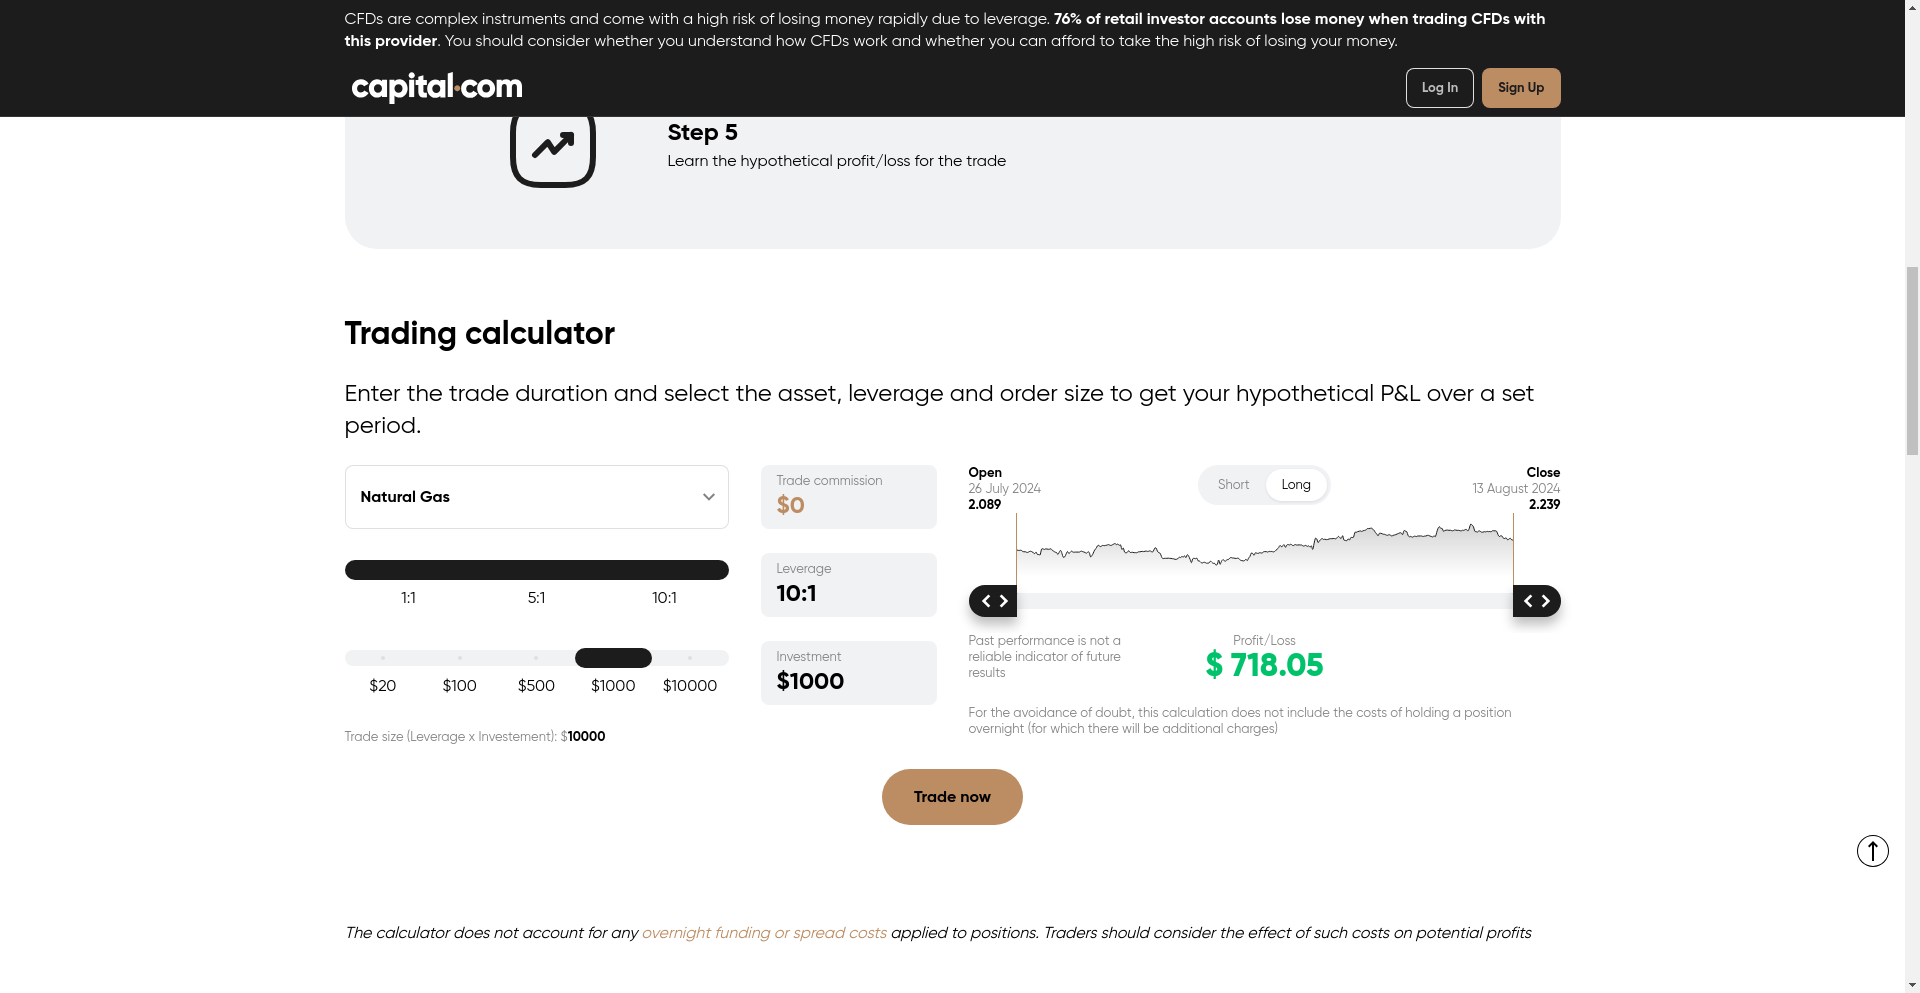 CFDs are complex instruments and come with a high risk of losing money rapidly due to leverage. 76% of retail investor accounts lose money when trading CFDs with
this provider. You should consider whether you understand how CFDs work and whether you can afford to take the high risk of losing your money.
capital.com
Log In
Sign Up
Step 5
Learn the hypothetical profit/loss for the trade
Trading calculator
Enter the trade duration and select the asset, leverage and order size to get your hypothetical P&L over a set
period.
Natural Gas
1:1
5:1
10:1
$20
$100
$500
$1000
$10000
Trade size (Leverage x Investement): $10000
Trade commission
$0
Leverage
10:1
Investment
$1000
Open
26 July 2024
2.089
Short
Long
Close
13 August 2024
2.239
Past performance is not a
reliable indicator of future
results
Profit/Loss
$ 718.05
For the avoidance of doubt, this calculation does not include the costs of holding a position
overnight (for which there will be additional charges)
Trade now
The calculator does not account for any overnight funding or spread costs applied to positions. Traders should consider the effect of such costs on potential profits